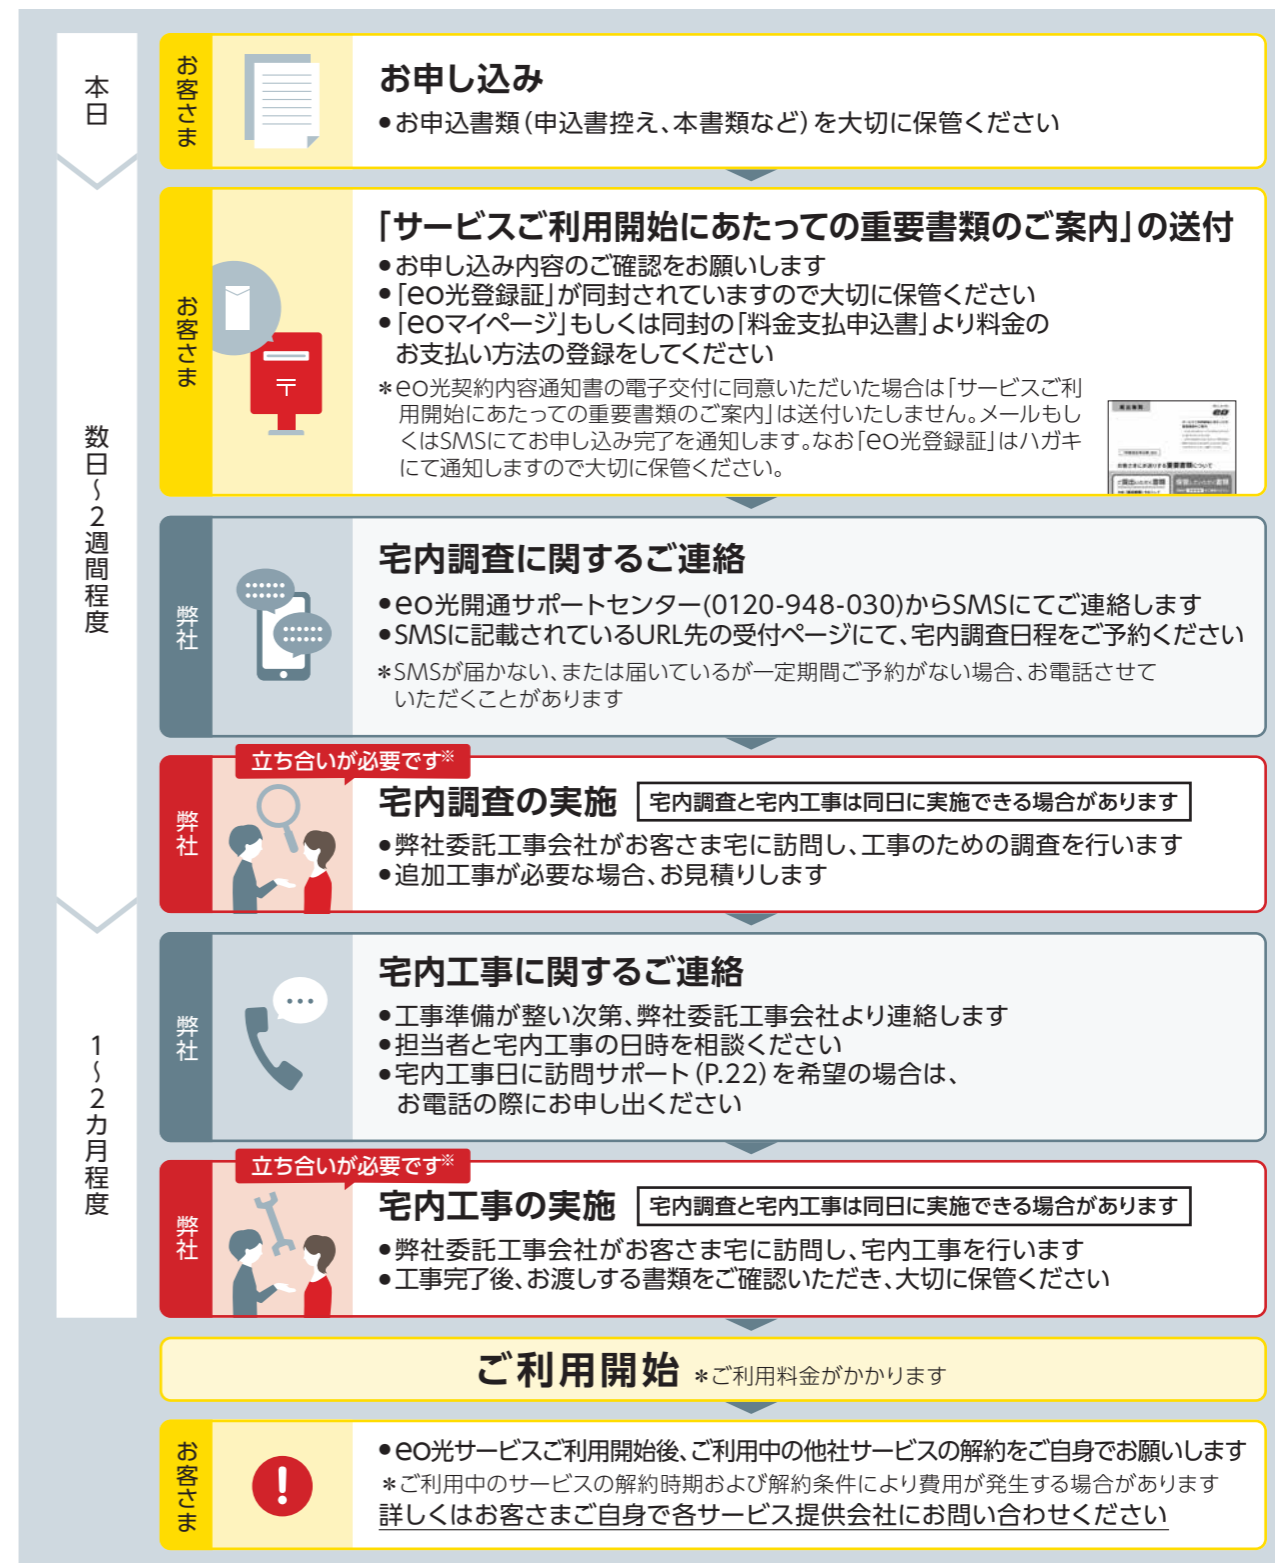 本日
お客さま
お申し込み
●お申込書類(申込書控え、本書類など)を大切に保管ください
数日~2週間程度
お客さま
「サービスご利用開始にあたっての重要書類のご案内」の送付
●お申し込み内容のご確認をお願いします
●「eo光登録証」が同封されていますので大切に保管ください
●「eoマイページ」もしくは同封の「料金支払申込書」より料金の
お支払い方法の登録をしてください
＊eo光契約内容通知書の電子交付に同意いただいた場合は「サービスご利
用開始にあたっての重要書類のご案内」は送付いたしません。メールもし
くはSMSにてお申し込み完了を通知します。なお「eo光登録証」はハガキ
にて通知しますので大切に保管ください。
eo
重要書類について
弊社
宅内調査に関するご連絡
●eo光開通サポートセンター(0120-948-030)からSMSにてご連絡します
●SMSに記載されているURL先の受付ページにて、宅内調査日程をご予約ください
＊SMSが届かない、または届いているが一定期間ご予約がない場合、お電話させて
いただくことがあります
立ち合いが必要です※
弊社
宅内調査の実施 宅内調査と宅内工事は同日に実施できる場合があります
●弊社委託工事会社がお客さま宅に訪問し、工事のための調査を行います
●追加工事が必要な場合、お見積りします
1~2カ月程度
弊社
宅内工事に関するご連絡
●工事準備が整い次第、弊社委託工事会社より連絡します
●担当者と宅内工事の日時を相談ください
●宅内工事日に訪問サポート(P.22)を希望の場合は、
お電話の際にお申し出ください
立ち合いが必要です※
弊社
宅内工事の実施 宅内調査と宅内工事は同日に実施できる場合があります
●弊社委託工事会社がお客さま宅に訪問し、宅内工事を行います
●工事完了後、お渡しする書類をご確認いただき、大切に保管ください
ご利用開始 ＊ご利用料金がかかります
お客さま
●eo光サービスご利用開始後、ご利用中の他社サービスの解約をご自身でお願いします
＊ご利用中のサービスの解約時期および解約条件により費用が発生する場合があります
詳しくはお客さまご自身で各サービス提供会社にお問い合わせください